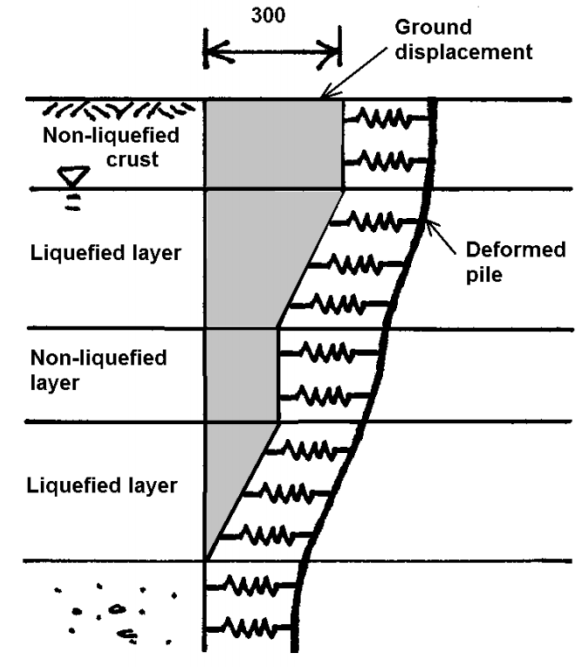 300
Ground
displacement
Non-liquefied
crust
Liquefied layer
Deformed
pile
Non-liquefied
layer
Liquefied layer